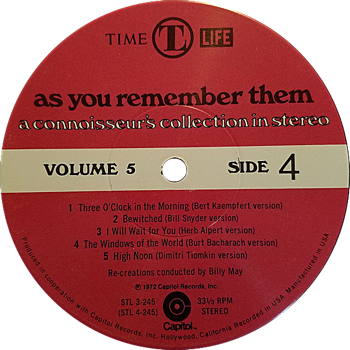 TIME TL LIFE
as you remember them
a connoisseur's collection in stereo
VOLUME 5 SIDE 4
1 Three O'Clock in the Morning (Bert Kaempfert version)
2 Bewitched (Bill Snyder version)
3 I Will Wait for You (Herb Alpert version)
4 The Windows of the World (Burt Bacharach version)
5 High Noon (Dimitri Tiomkin version)
Re-creations conducted by Billy May
℗ 1972 Capitol Records, Inc.
STL 3-245 33⅓ RPM
(STL 4-245) STEREO
Capitol
Produced in cooperation with Capitol Records, Inc. Hollywood, California Recorded in USA Manufactured in USA